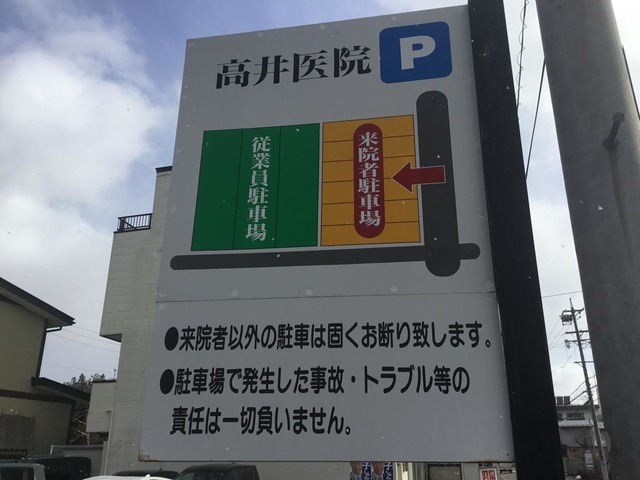 高井医院 P
従業員駐車場
来院者駐車場
●来院者以外の駐車は固くお断り致します。
●駐車場で発生した事故・トラブル等の
責任は一切負いません。